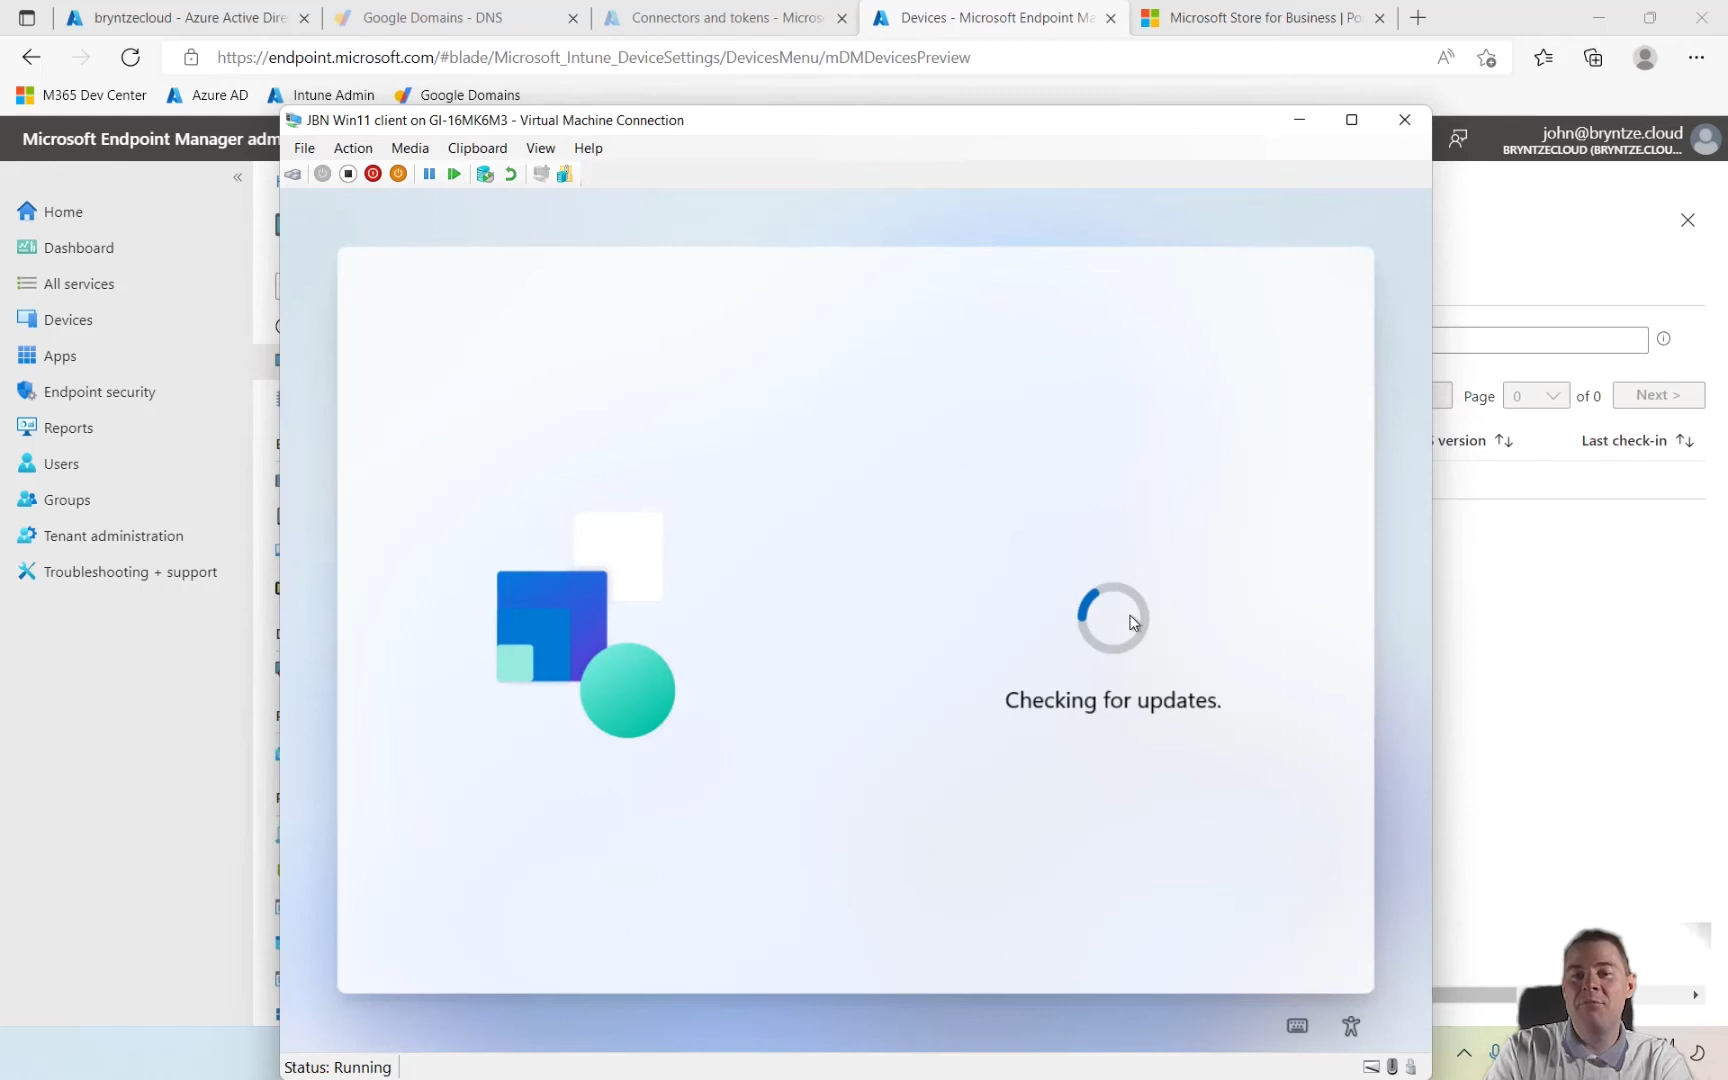 bryntzecloud - Azure Active Dire
Google Domains - DNS
Connectors and tokens - Micros
Devices - Microsoft Endpoint Ma
Microsoft Store for Business | Po
https://endpoint.microsoft.com/#blade/Microsoft_Intune_DeviceSettings/DevicesMenu/mDMDevicesPreview
M365 Dev Center
Azure AD
Intune Admin
Google Domains
JBN Win11 client on GI-16MK6M3 - Virtual Machine Connection
Microsoft Endpoint Manager adm
john@bryntze.cloud
BRYNTZECLOUD (BRYNTZE.CLOU...
File
Action
Media
Clipboard
View
Help
Home
Dashboard
All services
Devices
Apps
Endpoint security
Reports
Users
Groups
Tenant administration
Troubleshooting + support
Page
0
of 0
Next >
version
Last check-in
Checking for updates.
Status: Running